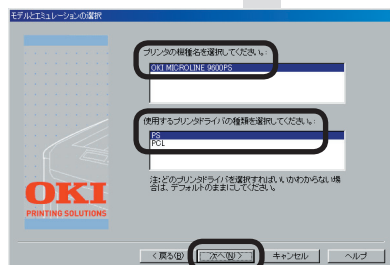 モデルとエミュレーションの選択
プリンタの機種名を選択してください。:
OKI MICROLINE 9600PS
使用するプリンタドライバの種類を選択してください。:
PS
PCL
注:どのプリンタドライバを選択すればいいかわからない場
合は、デフォルトのままにしてください。
OKI
PRINTING SOLUTIONS
< 戻る(B)
次へ(N) >
キャンセル
ヘルプ